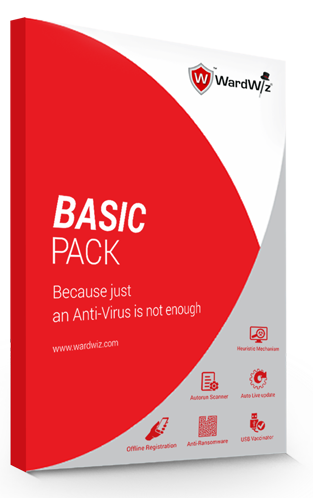 WardWiz
BASIC
PACK
Because just
an Anti-Virus is not enough
www.wardwiz.com
Heuristic Mechanism
Autorun Scanner
Auto Live update
Offline Registration
Anti-Ransomware
USB Vaccinator